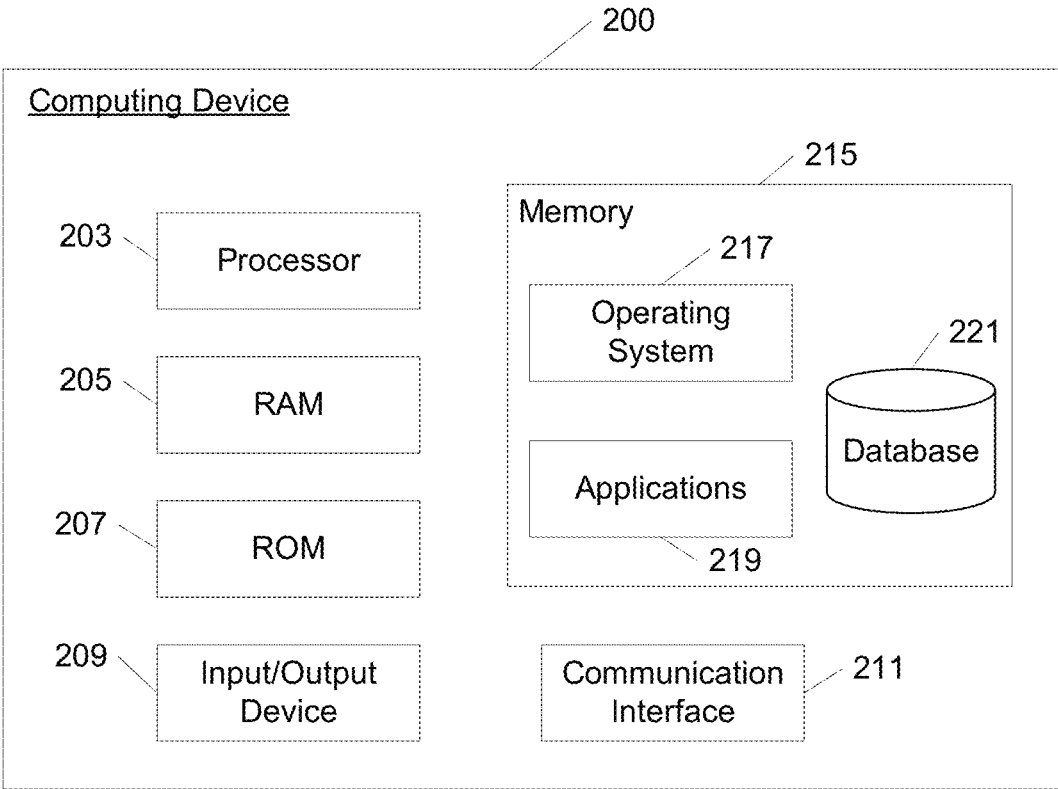 200
Computing Device
215
Memory
203
Processor
217
Operating
System
221
Database
205
RAM
Applications
219
207
ROM
209
Input/Output
Device
Communication
Interface
211